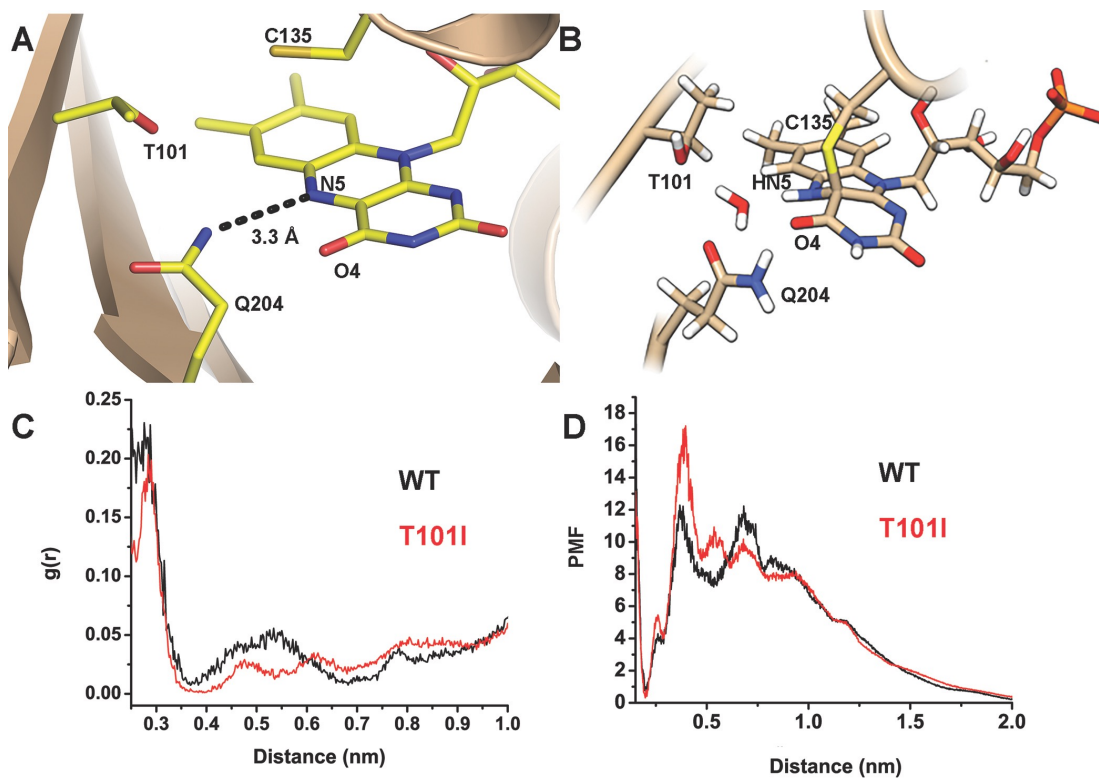 A
C135
T101
N5
3.3 Å
O4
Q204
B
C135
T101
HN5
O4
Q204
C
0.25
0.20
0.15
0.10
0.05
0.00
g(r)
WT
T101I
0.3 0.4 0.5 0.6 0.7 0.8 0.9 1.0
Distance (nm)
D
18
16
14
12
10
8
6
4
2
0
PMF
WT
T101I
0.5 1.0 1.5 2.0
Distance (nm)